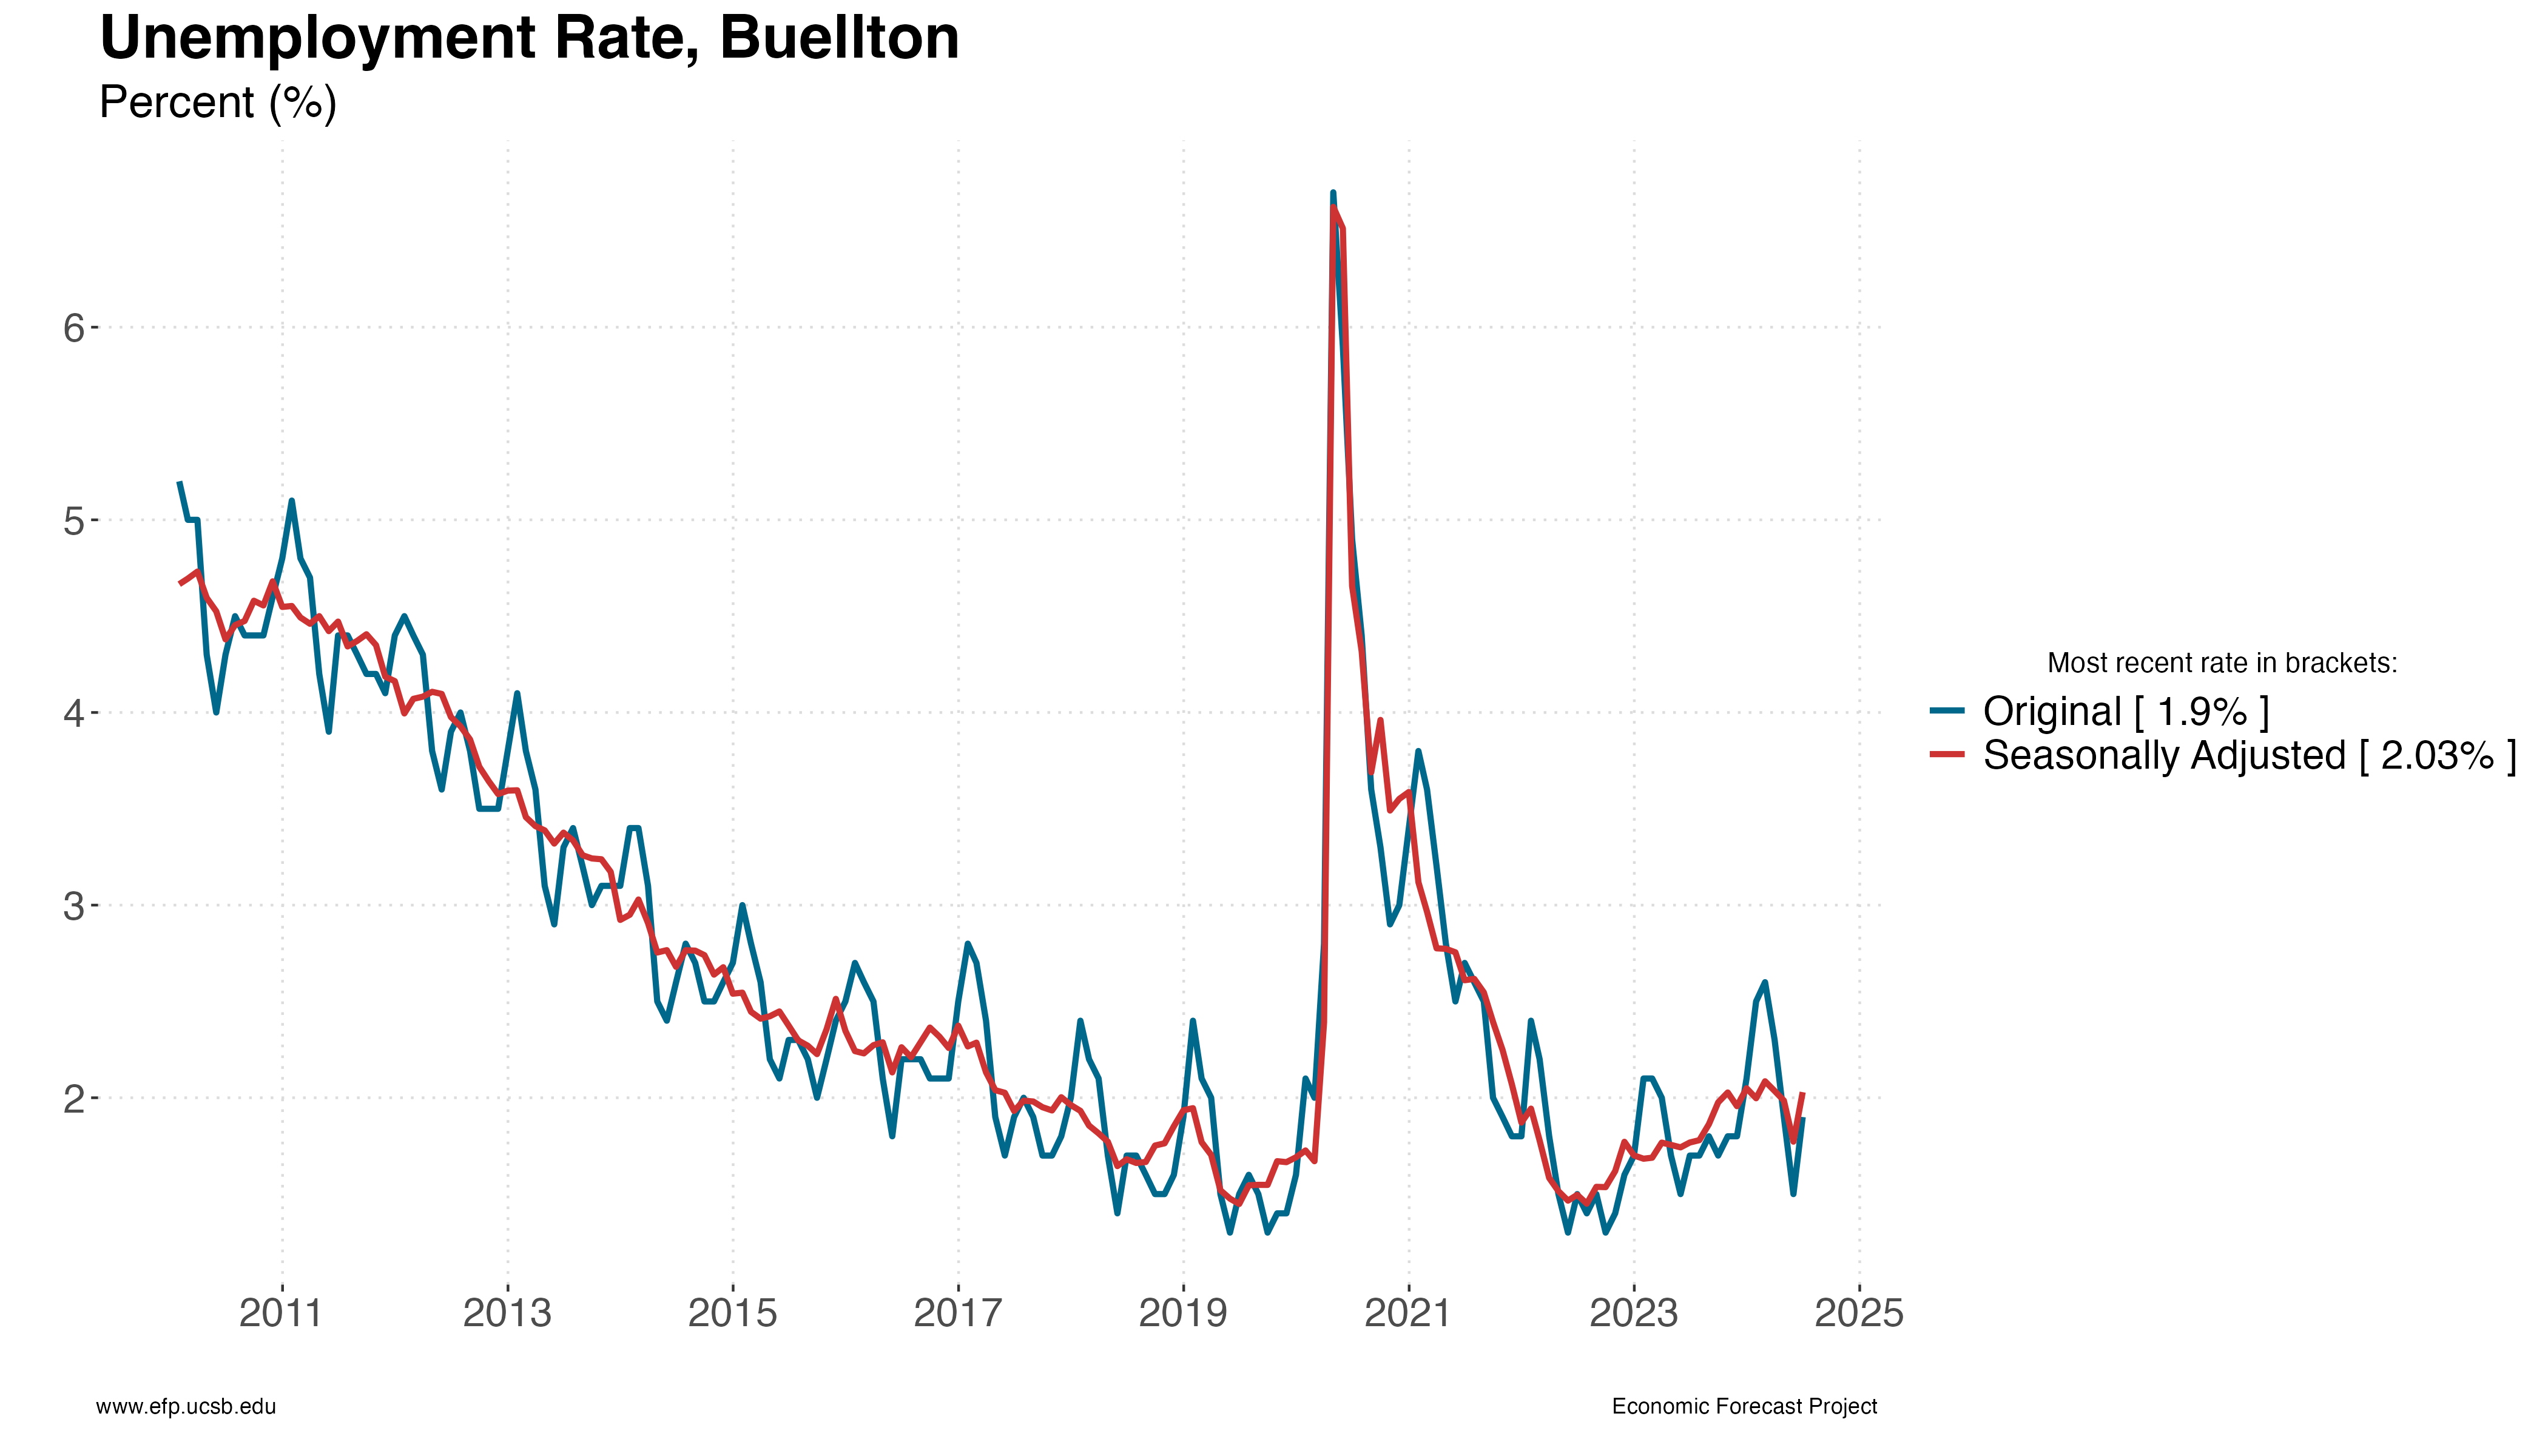 Unemployment Rate, Buellton
Percent (%)
6
5
4
3
2
2011 2013 2015 2017 2019 2021 2023 2025
Most recent rate in brackets:
Original [ 1.9% ]
Seasonally Adjusted [ 2.03% ]
www.efp.ucsb.edu Economic Forecast Project